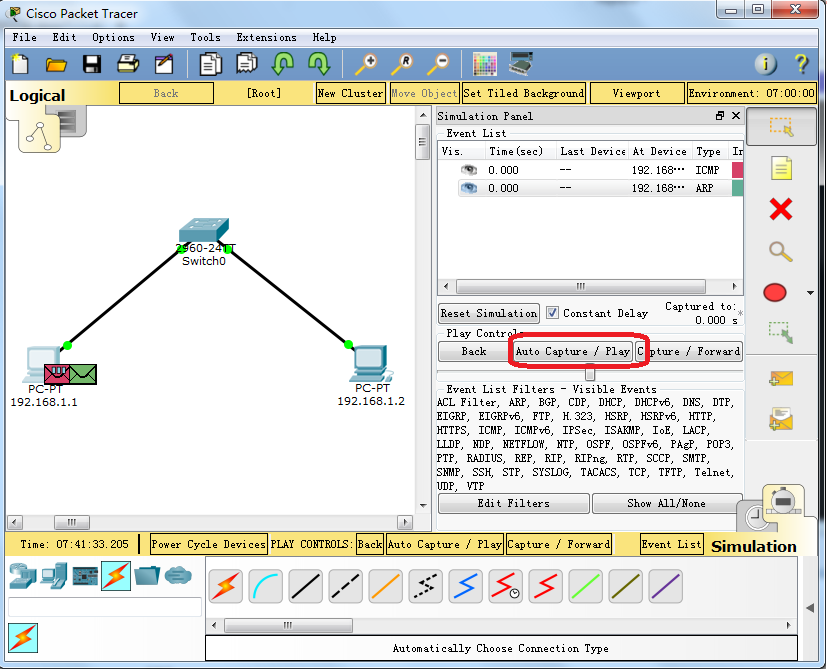 Cisco Packet Tracer
File Edit Options View Tools Extensions Help
Logical Back [Root] New Cluster Move Object Set Tiled Background Viewport Environment: 07:00:00
Simulation Panel
Event List
Vis. Time(sec) Last Device At Device Type In
0.000 -- 192.168... ICMP
0.000 -- 192.168... ARP
2960-24TT
Switch0
PC-PT
192.168.1.1
PC-PT
192.168.1.2
Reset Simulation Constant Delay Captured to:
0.000 s
Play Controls
Back Auto Capture / Play Capture / Forward
Event List Filters - Visible Events
ACL Filter, ARP, BGP, CDP, DHCP, DHCPv6, DNS, DTP,
EIGRP, EIGRPv6, FTP, H.323, HSRP, HSRPv6, HTTP,
HTTPS, ICMP, ICMPv6, IPSec, ISAKMP, IoE, LACP,
LLDP, NDP, NETFLOW, NTP, OSPF, OSPFv6, PAgP, POP3,
PTP, RADIUS, REP, RIP, RIPng, RTP, SCCP, SMTP,
SNMP, SSH, STP, SYSLOG, TACACS, TCP, TFTP, Telnet,
UDP, VTP
Edit Filters Show All/None
Time: 07:41:33.205 Power Cycle Devices PLAY CONTROLS: Back Auto Capture / Play Capture / Forward Event List Simulation
Automatically Choose Connection Type